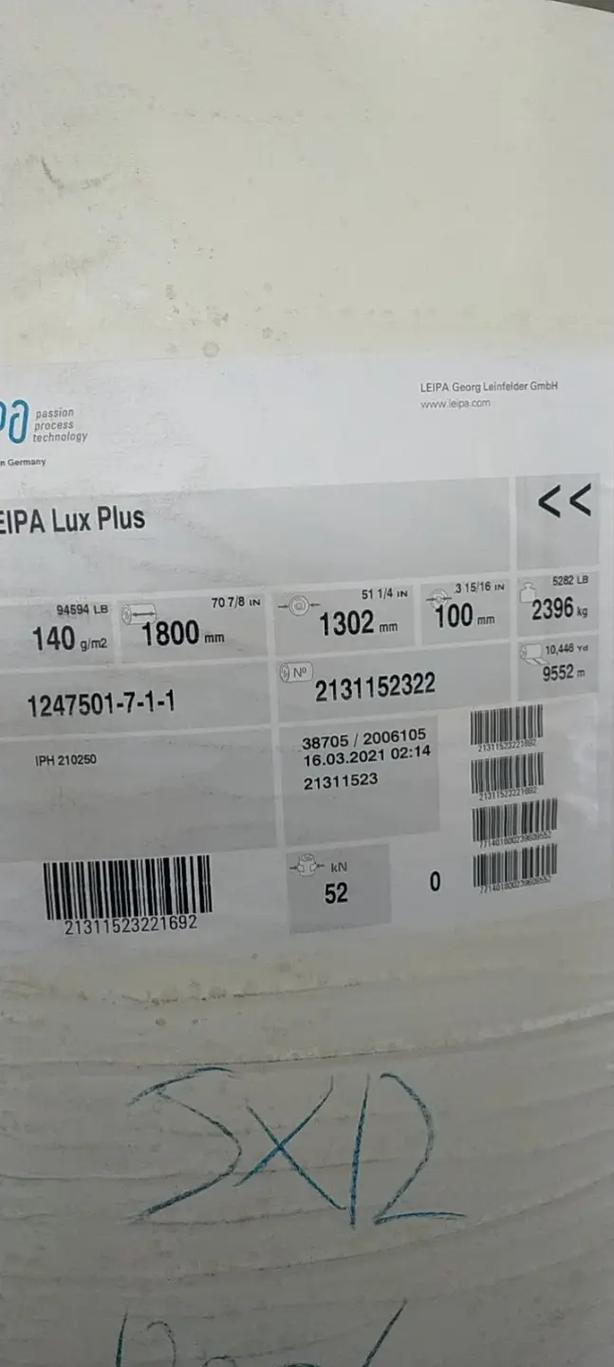 passion
process
technology
LEIPA Georg Leinfelder GmbH
www.leipa.com
n Germany
EIPA Lux Plus
<<
94594 LB
140 g/m2
70 7/8 IN
1800 mm
51 1/4 IN
1302 mm
3 15/16 IN
100 mm
5282 LB
2396 kg
1247501-7-1-1
Nº
2131152322
10,446 Yd
9552 m
IPH 210250
38705 / 2006105
16.03.2021 02:14
21311523
21311523221692
21311523221692
21311523221692
kN
52
0
5X12